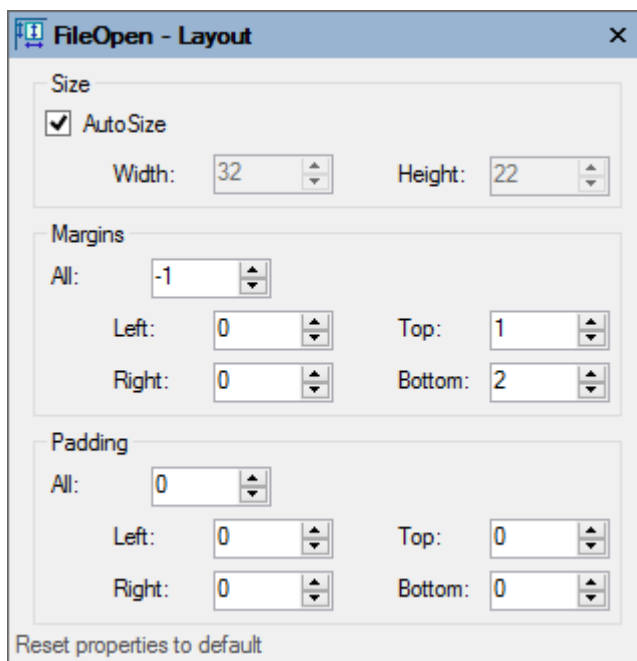 FileOpen - Layout
Size
AutoSize
Width: 32 Height: 22
Margins
All: -1
Left: 0 Top: 1
Right: 0 Bottom: 2
Padding
All: 0
Left: 0 Top: 0
Right: 0 Bottom: 0
Reset properties to default